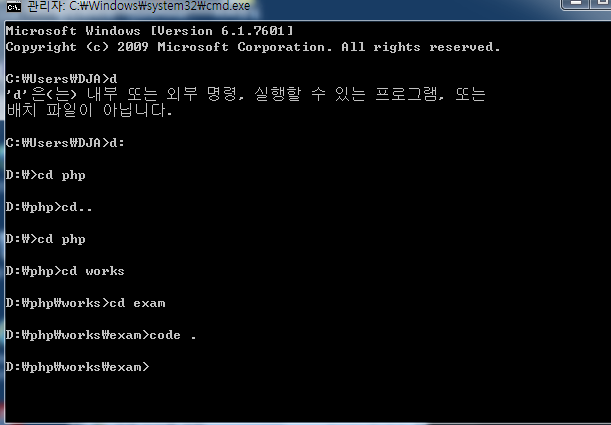 관리자: C:₩Windows₩system32₩cmd.exe
Microsoft Windows [Version 6.1.7601]
Copyright (c) 2009 Microsoft Corporation. All rights reserved.
C:₩Users₩DJA>d
'd'은(는) 내부 또는 외부 명령, 실행할 수 있는 프로그램, 또는
배치 파일이 아닙니다.
C:₩Users₩DJA>d:
D:₩>cd php
D:₩php>cd..
D:₩>cd php
D:₩php>cd works
D:₩php₩works>cd exam
D:₩php₩works₩exam>code .
D:₩php₩works₩exam>